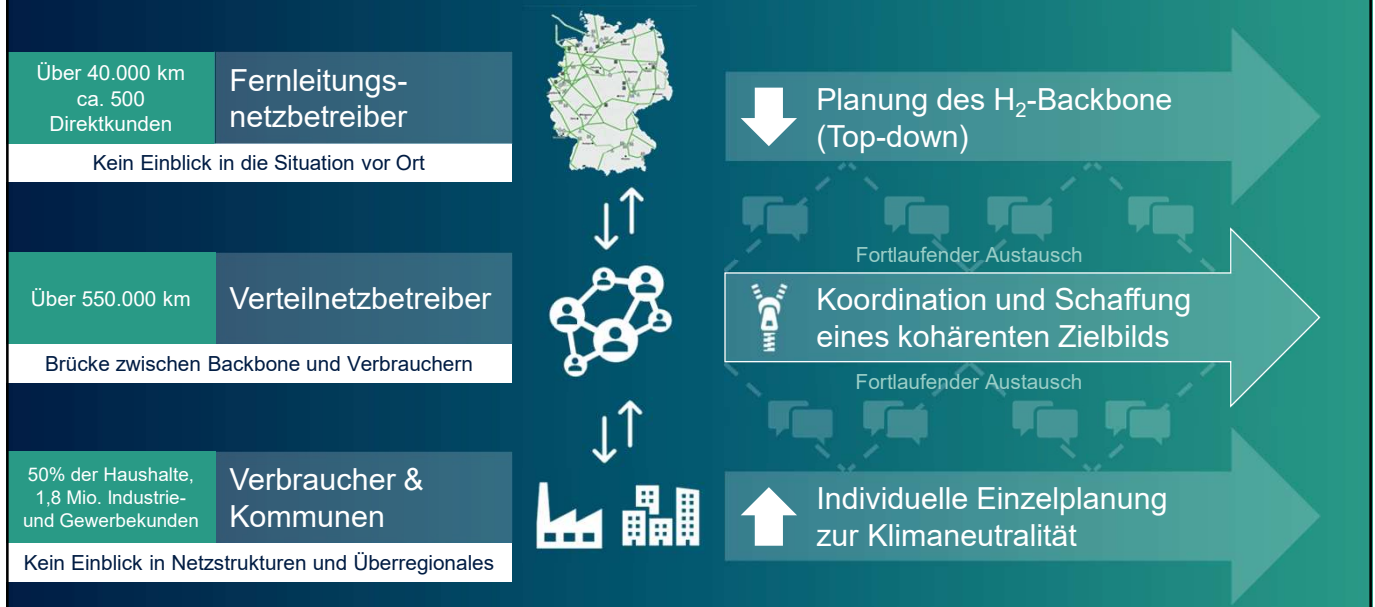 Über 40.000 km
ca. 500
Direktkunden
Fernleitungs-
netzbetreiber
Kein Einblick in die Situation vor Ort
Planung des H₂-Backbone
(Top-down)
Fortlaufender Austausch
Über 550.000 km
Verteilnetzbetreiber
Brücke zwischen Backbone und Verbrauchern
Koordination und Schaffung
eines kohärenten Zielbilds
Fortlaufender Austausch
50% der Haushalte,
1,8 Mio. Industrie-
und Gewerbekunden
Verbraucher &
Kommunen
Kein Einblick in Netzstrukturen und Überregionales
Individuelle Einzelplanung
zur Klimaneutralität